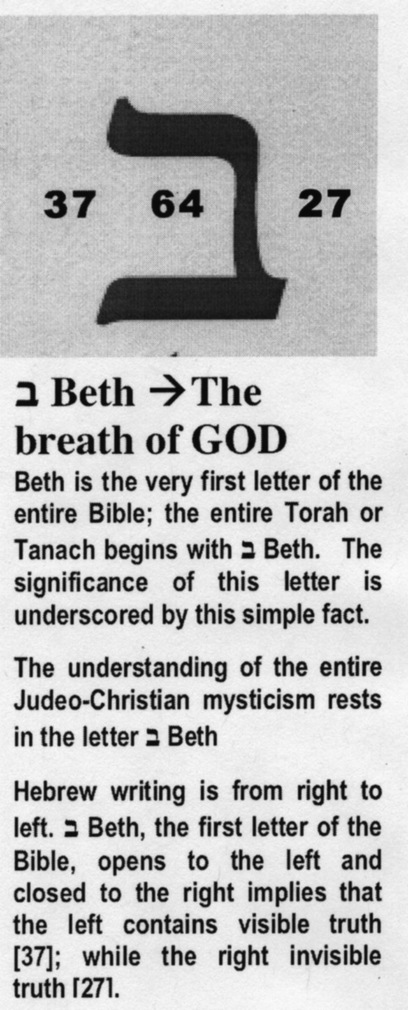 ב
37 64 27
ב Beth →The
breath of GOD
Beth is the very first letter of the
entire Bible; the entire Torah or
Tanach begins with ב Beth. The
significance of this letter is
underscored by this simple fact.
The understanding of the entire
Judeo-Christian mysticism rests
in the letter ב Beth
Hebrew writing is from right to
left. ב Beth, the first letter of the
Bible, opens to the left and
closed to the right implies that
the left contains visible truth
[37]; while the right invisible
truth [27].